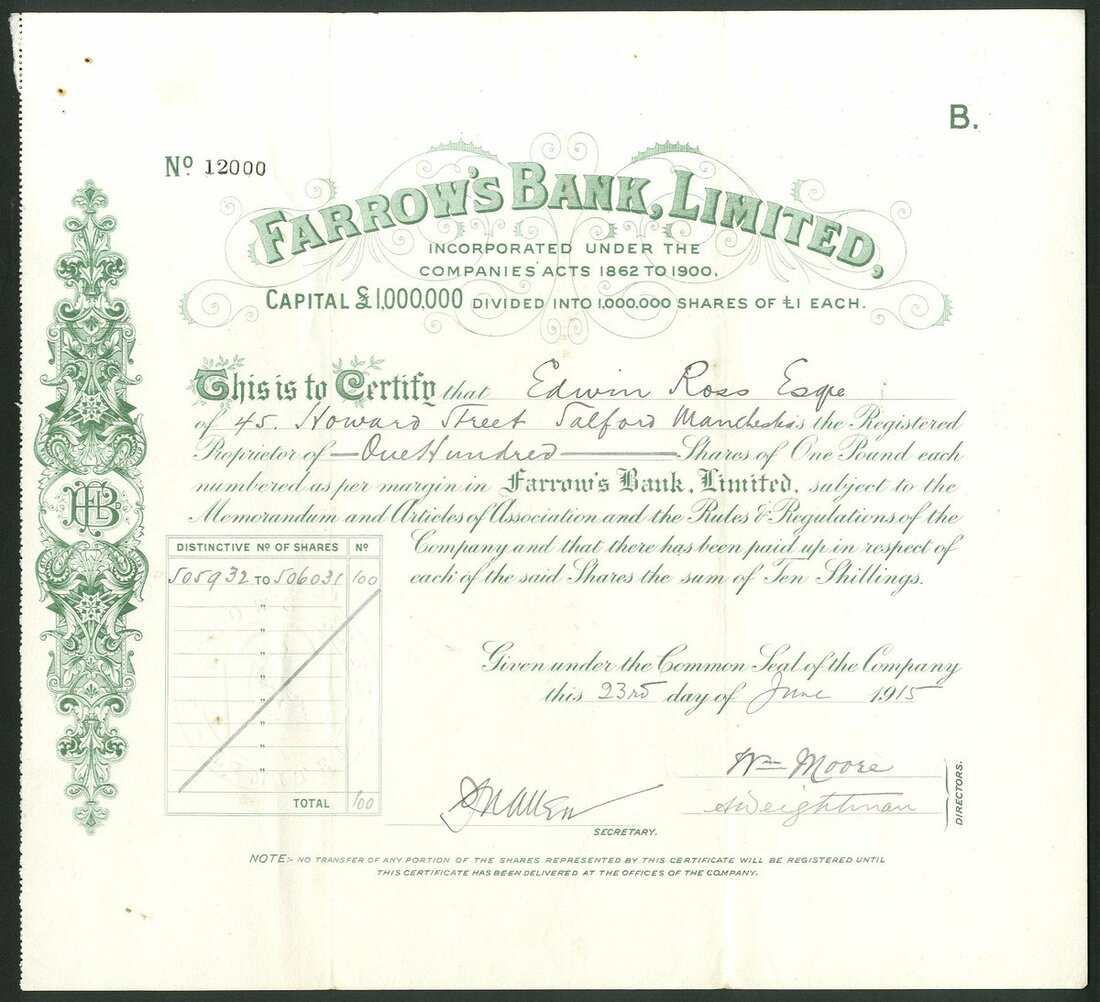 B.
Nº 12000
FARROW'S BANK, LIMITED,
INCORPORATED UNDER THE
COMPANIES ACTS 1862 TO 1900.
CAPITAL £1,000,000 DIVIDED INTO 1,000,000 SHARES OF £1 EACH.
This is to Certify that Edwin Ross Esqe
of 45. Howard Street Salford Manchester is the Registered
Proprietor of — One Hundred — Shares of One Pound each
numbered as per margin in Farrow's Bank, Limited, subject to the
Memorandum and Articles of Association and the Rules & Regulations of the
Company and that there has been paid up in respect of
each of the said Shares the sum of Ten Shillings.
FB
DISTINCTIVE Nº OF SHARES Nº
505932 TO 506031 100
"
"
"
"
"
"
"
"
"
TOTAL 100
Given under the Common Seal of the Company
this 23rd day of June 1915
Wm Moore
A Weightman
DIRECTORS.
Allen
SECRETARY.
NOTE:- NO TRANSFER OF ANY PORTION OF THE SHARES REPRESENTED BY THIS CERTIFICATE WILL BE REGISTERED UNTIL
THIS CERTIFICATE HAS BEEN DELIVERED AT THE OFFICES OF THE COMPANY.